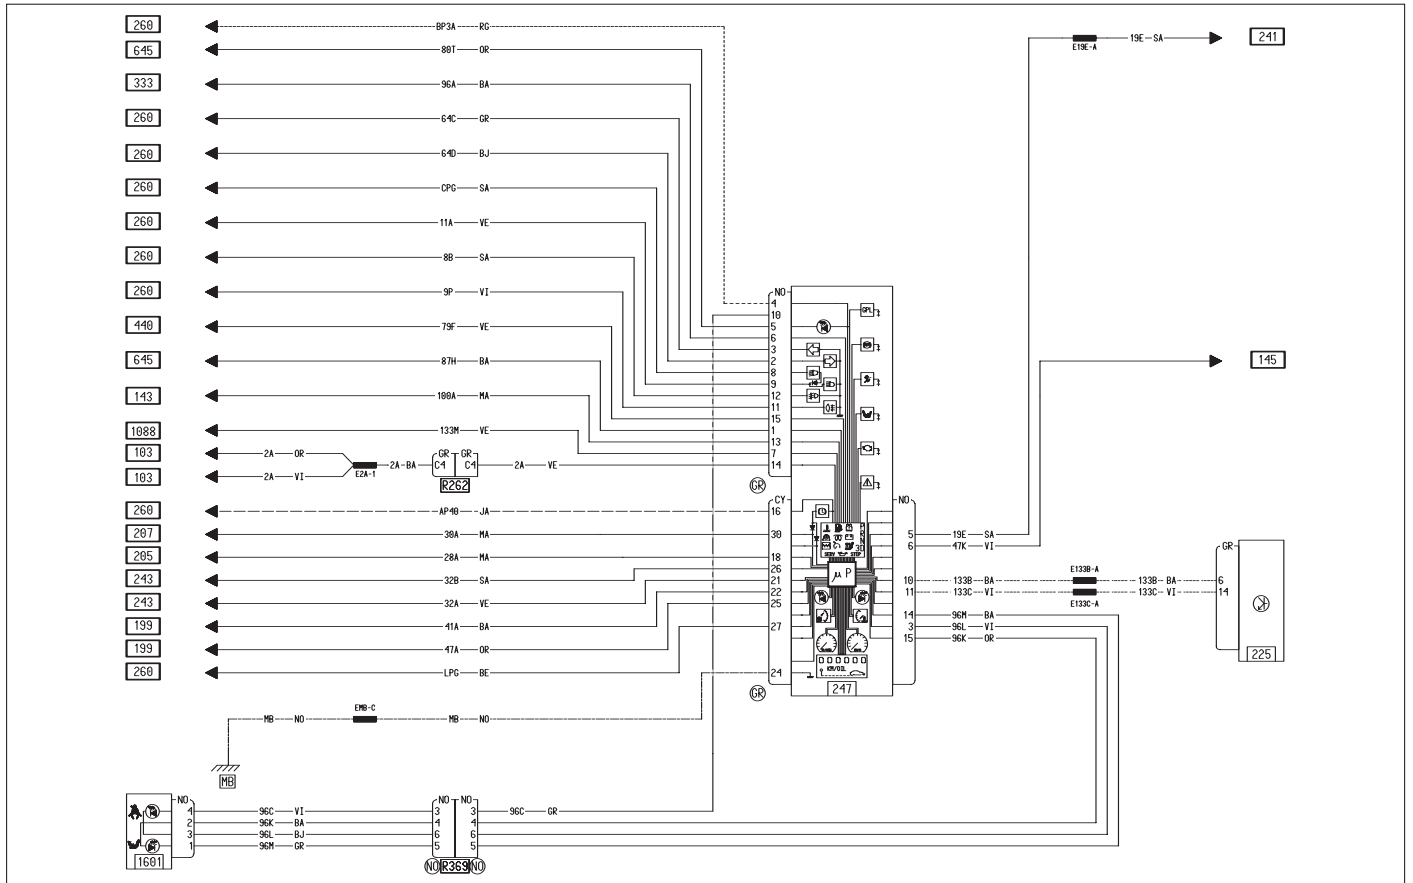 260 BP3A RG
E19E-A 19E SA 241
645 80T OR
333 96A BA
260 64C GR
260 64D BJ
260 CPG SA
260 11A VE
260 8B SA
260 9P VI
NO
4
GPL
10
440 79F VE
5
6
3
645 87H BA
2
145
8
9
143 100A MA
12
11
15
1088 133M VE
1
13
103 2A OR
7
GR GR
E2A-1 2A BA C4 C4 2A VE
14
103 2A VI
R262
GR
CY NO
260 AP40 JA
16
207 30A MA
30
5 19E SA
6 47K VI
SERV STOP
205 28A MA
18
GR
26
µP
E133B-A
243 32B SA
21
10 133B BA 133B BA 6
22
11 133C VI 133C VI 14
E133C-A
243 32A VE
25
14 96M BA
199 41A BA
27
3 96L VI
15 96K OR
199 47A OR
225
260 LPG BE
KM/OIL
24
247
GR
EMB-C
MB NO MB NO
MB
NO NO NO
4 96C VI 3 3 96C GR
2 96K BA 4 4
3 96L BJ 6 6
1 96M GR 5 5
1601
NO R369 NO